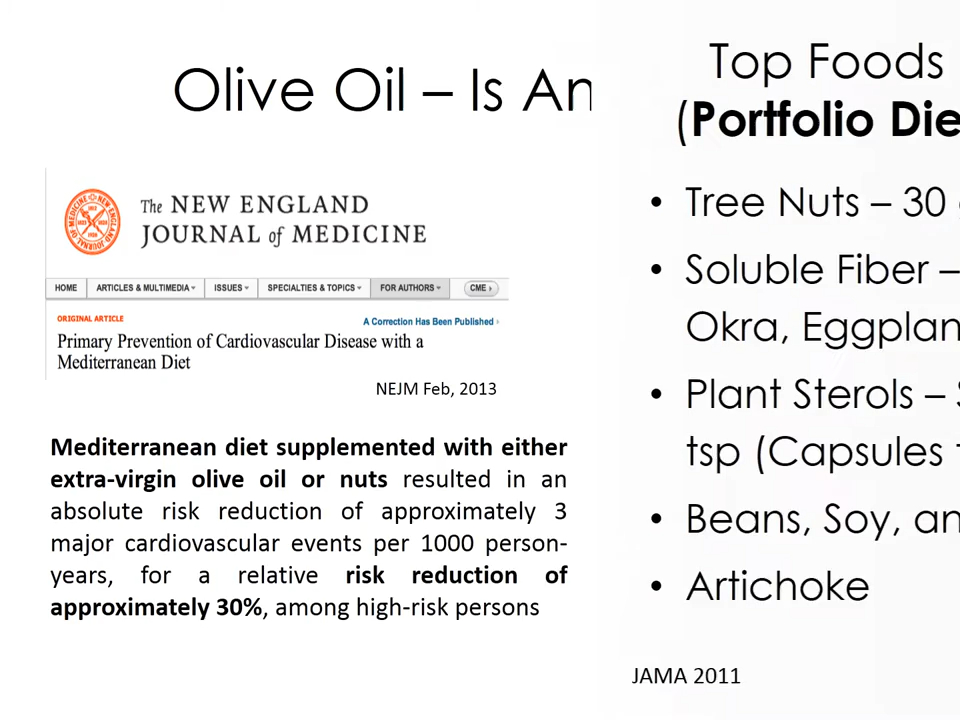 Olive Oil – Is An
The NEW ENGLAND
JOURNAL of MEDICINE
HOME ARTICLES & MULTIMEDIA ISSUES SPECIALTIES & TOPICS FOR AUTHORS CME
ORIGINAL ARTICLE
A Correction Has Been Published
Primary Prevention of Cardiovascular Disease with a
Mediterranean Diet
NEJM Feb, 2013
Mediterranean diet supplemented with either
extra-virgin olive oil or nuts resulted in an
absolute risk reduction of approximately 3
major cardiovascular events per 1000 person-
years, for a relative risk reduction of
approximately 30%, among high-risk persons
Top Foods
(Portfolio Die
• Tree Nuts – 30
• Soluble Fiber –
Okra, Eggplan
• Plant Sterols –
tsp (Capsules
• Beans, Soy, an
• Artichoke
JAMA 2011